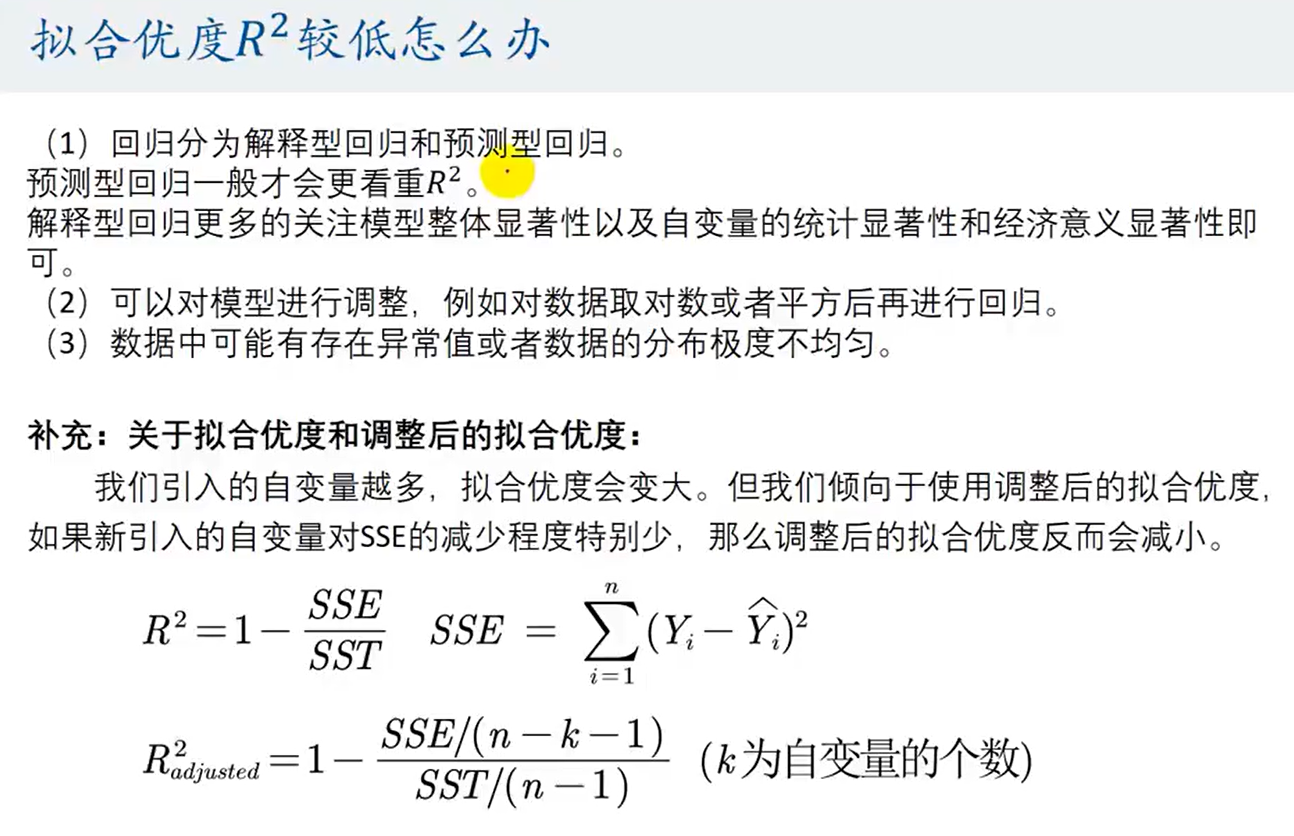 拟合优度R²较低怎么办
（1）回归分为解释型回归和预测型回归。
预测型回归一般才会更看重R²。
解释型回归更多的关注模型整体显著性以及自变量的统计显著性和经济意义显著性即
可。
（2）可以对模型进行调整，例如对数据取对数或者平方后再进行回归。
（3）数据中可能有存在异常值或者数据的分布极度不均匀。
补充：关于拟合优度和调整后的拟合优度：
我们引入的自变量越多，拟合优度会变大。但我们倾向于使用调整后的拟合优度，
如果新引入的自变量对SSE的减少程度特别少，那么调整后的拟合优度反而会减小。
R² = 1 − SSE/SST SSE = ∑_{i=1}^{n} (Y_i − Ŷ_i)²
R²_{adjusted} = 1 − (SSE/(n − k − 1))/(SST/(n − 1)) (k为自变量的个数)